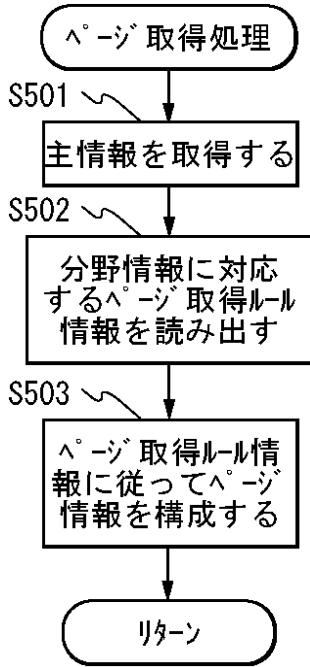 ﾍﾟｰｼﾞ取得処理
S501
主情報を取得する
S502
分野情報に対応
するﾍﾟｰｼﾞ取得ﾙｰﾙ
情報を読み出す
S503
ﾍﾟｰｼﾞ取得ﾙｰﾙ情
報に従ってﾍﾟｰｼﾞ
情報を構成する
ﾘﾀｰﾝ